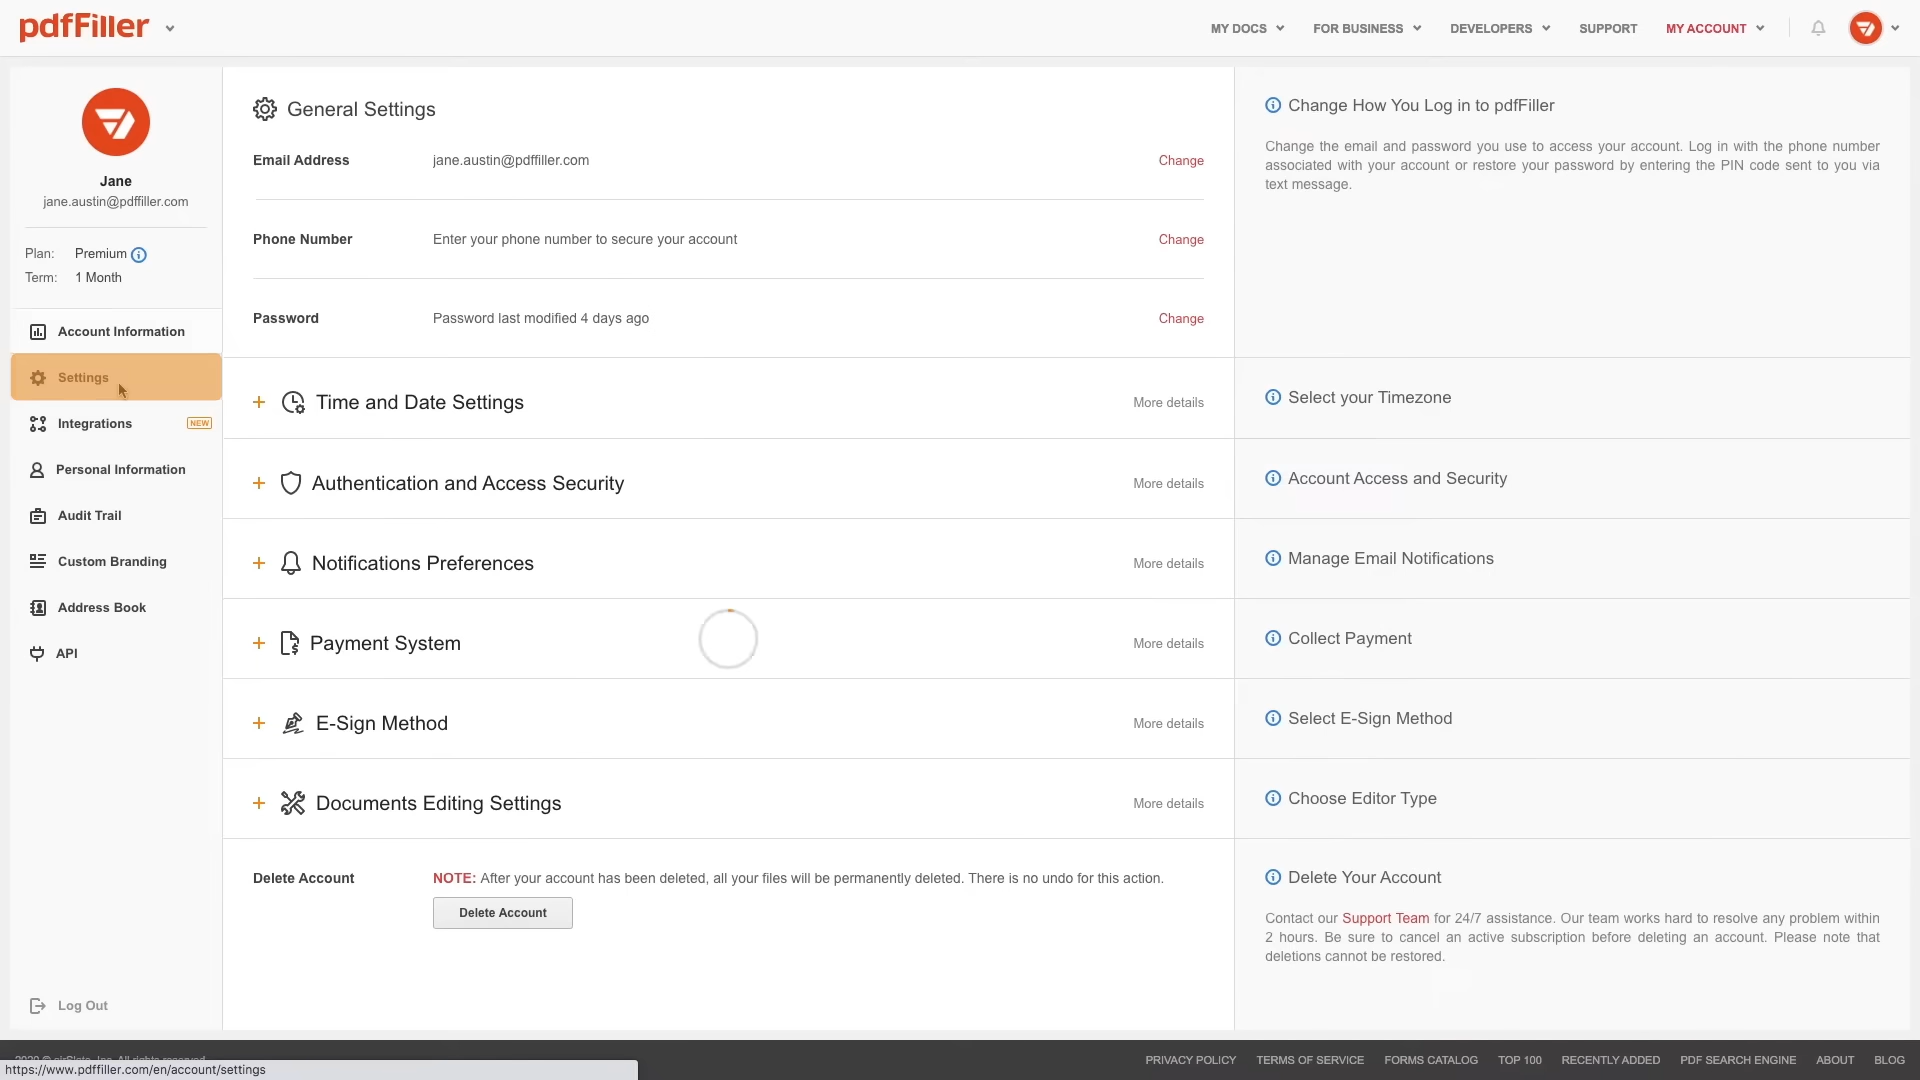 pdfFiller
MY DOCS
FOR BUSINESS
DEVELOPERS
SUPPORT
MY ACCOUNT
Jane
jane.austin@pdffiller.com
Plan: Premium
Term: 1 Month
Account Information
Settings
Integrations NEW
Personal Information
Audit Trail
Custom Branding
Address Book
API
Log Out
General Settings
Email Address jane.austin@pdffiller.com Change
Phone Number Enter your phone number to secure your account Change
Password Password last modified 4 days ago Change
Time and Date Settings More details
Authentication and Access Security More details
Notifications Preferences More details
Payment System More details
E-Sign Method More details
Documents Editing Settings More details
Delete Account NOTE: After your account has been deleted, all your files will be permanently deleted. There is no undo for this action.
Delete Account
Change How You Log in to pdfFiller
Change the email and password you use to access your account. Log in with the phone number
associated with your account or restore your password by entering the PIN code sent to you via
text message.
Select your Timezone
Account Access and Security
Manage Email Notifications
Collect Payment
Select E-Sign Method
Choose Editor Type
Delete Your Account
Contact our Support Team for 24/7 assistance. Our team works hard to resolve any problem within
2 hours. Be sure to cancel an active subscription before deleting an account. Please note that
deletions cannot be restored.
PRIVACY POLICY
TERMS OF SERVICE
FORMS CATALOG
TOP 100
RECENTLY ADDED
PDF SEARCH ENGINE
ABOUT
BLOG
https://www.pdffiller.com/en/account/settings